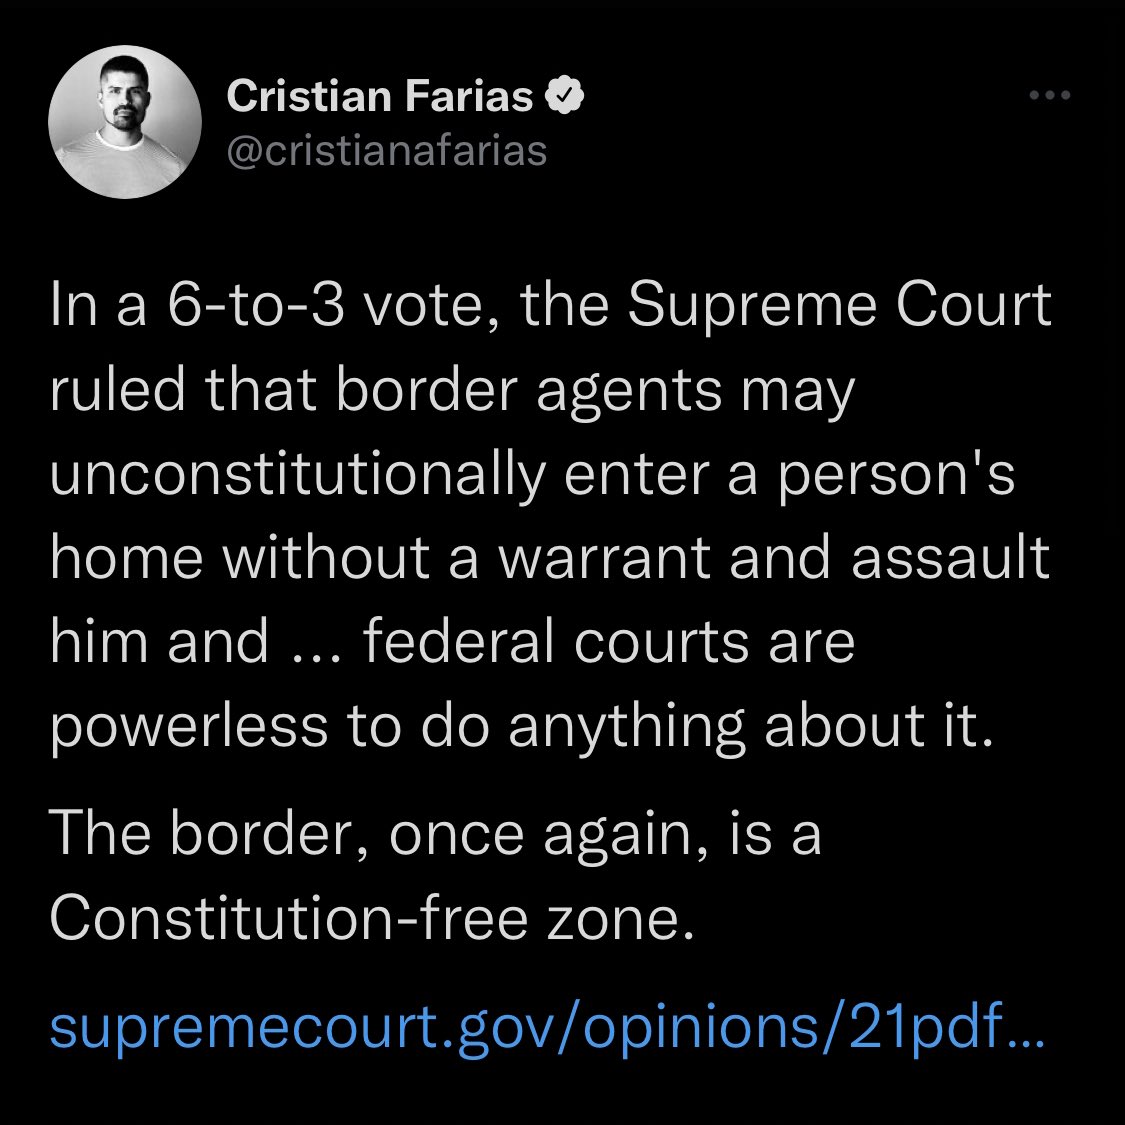 Cristian Farias
@cristianafarias
In a 6-to-3 vote, the Supreme Court
ruled that border agents may
unconstitutionally enter a person's
home without a warrant and assault
him and ... federal courts are
powerless to do anything about it.
The border, once again, is a
Constitution-free zone.
supremecourt.gov/opinions/21pdf...